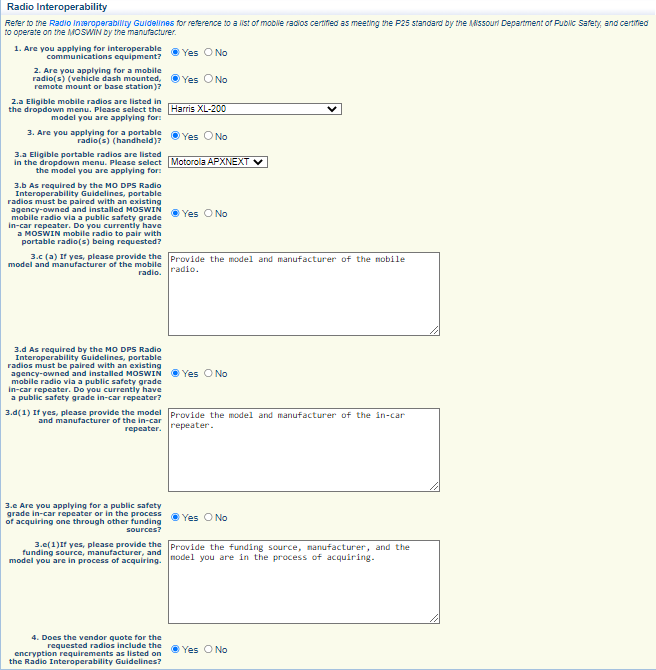 Radio Interoperability
Refer to the Radio Interoperability Guidelines for reference to a list of mobile radios certified as meeting the P25 standard by the Missouri Department of Public Safety, and certified
to operate on the MOSWIN by the manufacturer.
1. Are you applying for interoperable
communications equipment?
Yes No
2. Are you applying for a mobile
radio(s) (vehicle dash mounted,
remote mount or base station)?
Yes No
2.a Eligible mobile radios are listed in
the dropdown menu. Please select the
model you are applying for:
Harris XL-200
3. Are you applying for a portable
radio(s) (handheld)?
Yes No
3.a Eligible portable radios are listed
in the dropdown menu. Please select
the model you are applying for:
Motorola APXNEXT
3.b As required by the MO DPS Radio
Interoperability Guidelines, portable
radios must be paired with an existing
agency-owned and installed MOSWIN
mobile radio via a public safety grade
in-car repeater. Do you currently have
a MOSWIN mobile radio to pair with
portable radio(s) being requested?
Yes No
3.c (a) If yes, please provide the
model and manufacturer of the mobile
radio.
Provide the model and manufacturer of the mobile
radio.
3.d As required by the MO DPS Radio
Interoperability Guidelines, portable
radios must be paired with an existing
agency-owned and installed MOSWIN
mobile radio via a public safety grade
in-car repeater. Do you currently have
a public safety grade in-car repeater?
Yes No
3.d(1) If yes, please provide the model
and manufacturer of the in-car
repeater.
Provide the model and manufacturer of the in-car
repeater.
3.e Are you applying for a public safety
grade in-car repeater or in the process
of acquiring one through other funding
sources?
Yes No
3.e(1)If yes, please provide the
funding source, manufacturer, and
model you are in process of acquiring.
Provide the funding source, manufacturer, and the
model you are in the process of acquiring.
4. Does the vendor quote for the
requested radios include the
encryption requirements as listed on
the Radio Interoperability Guidelines?
Yes No